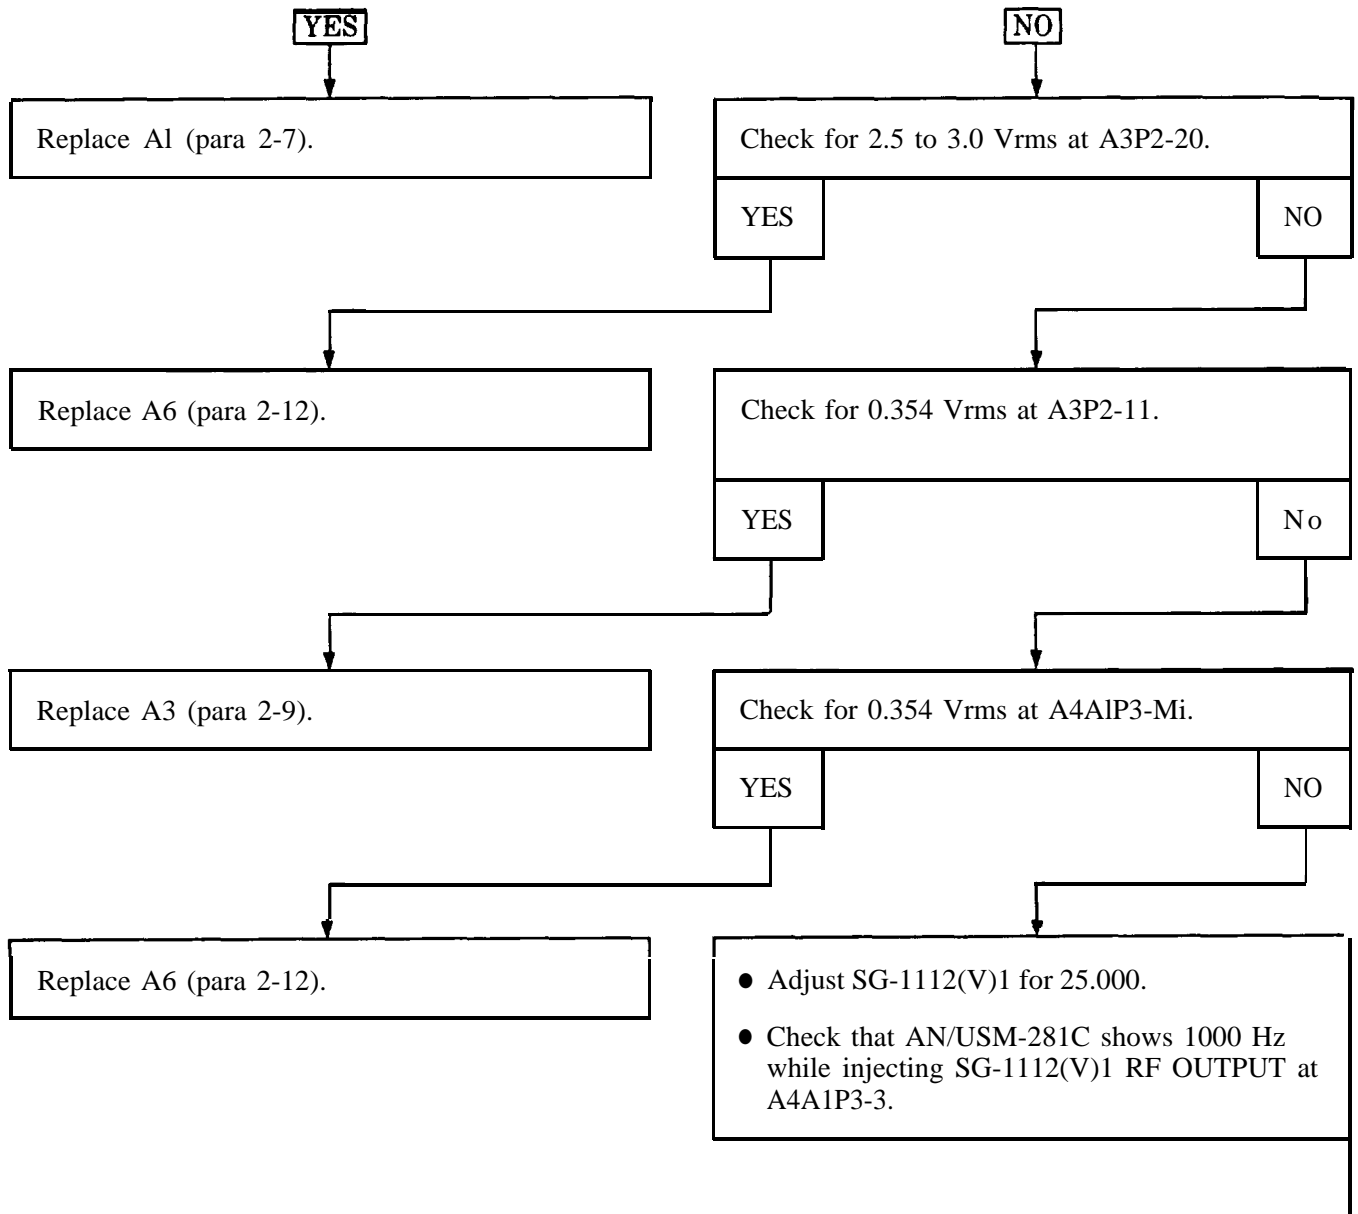 YES
NO
Replace Al (para 2-7).
Check for 2.5 to 3.0 Vrms at A3P2-20.
YES
NO
Replace A6 (para 2-12).
Check for 0.354 Vrms at A3P2-11.
YES
No
Replace A3 (para 2-9).
Check for 0.354 Vrms at A4AlP3-Mi.
YES
NO
Replace A6 (para 2-12).
● Adjust SG-1112(V)1 for 25.000.
● Check that AN/USM-281C shows 1000 Hz
while injecting SG-1112(V)1 RF OUTPUT at
A4A1P3-3.